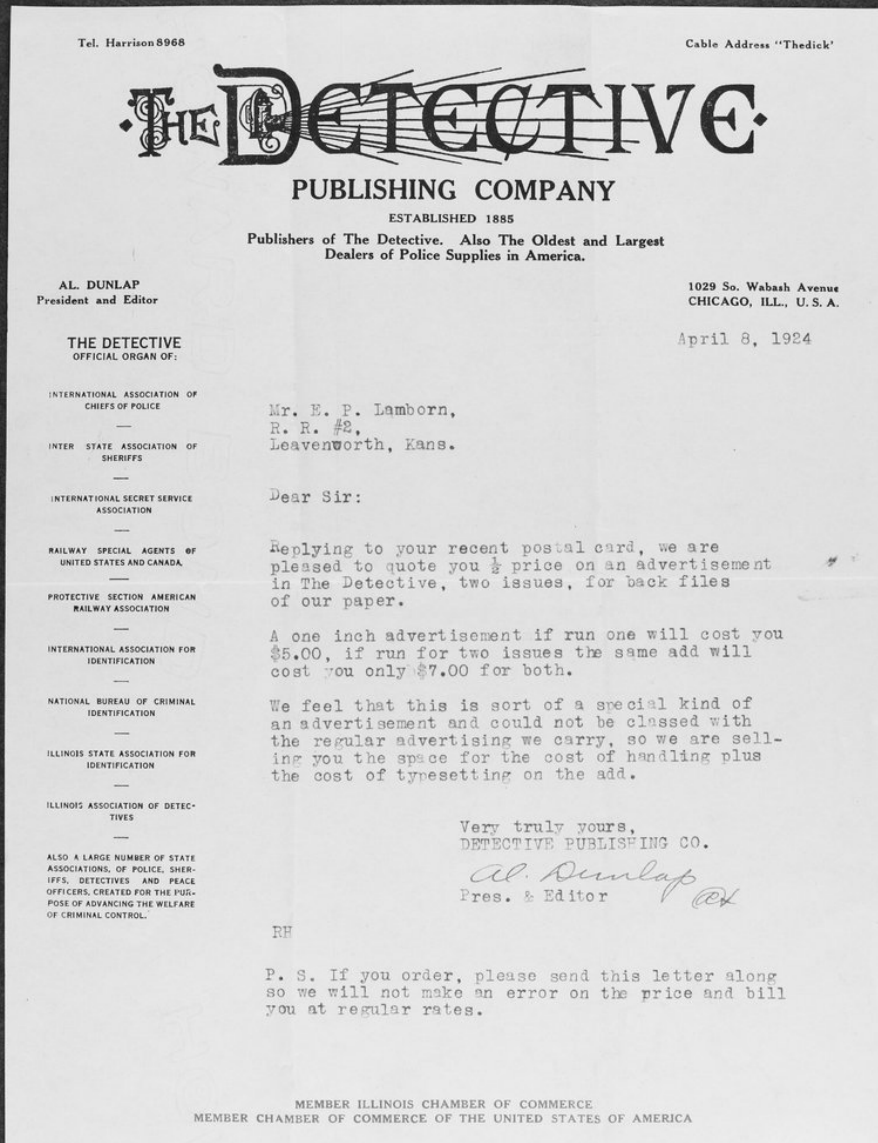 Tel. Harrison 8968
Cable Address "Thedick'
THE DETECTIVE
PUBLISHING COMPANY
ESTABLISHED 1885
Publishers of The Detective. Also The Oldest and Largest
Dealers of Police Supplies in America.
AL. DUNLAP
President and Editor
1029 So. Wabash Avenue
CHICAGO, ILL., U. S. A.
April 8, 1924
THE DETECTIVE
OFFICIAL ORGAN OF:
INTERNATIONAL ASSOCIATION OF
CHIEFS OF POLICE
INTER STATE ASSOCIATION OF
SHERIFFS
INTERNATIONAL SECRET SERVICE
ASSOCIATION
RAILWAY SPECIAL AGENTS OF
UNITED STATES AND CANADA.
PROTECTIVE SECTION AMERICAN
RAILWAY ASSOCIATION
INTERNATIONAL ASSOCIATION FOR
IDENTIFICATION
NATIONAL BUREAU OF CRIMINAL
IDENTIFICATION
ILLINOIS STATE ASSOCIATION FOR
IDENTIFICATION
ILLINOIS ASSOCIATION OF DETEC-
TIVES
ALSO A LARGE NUMBER OF STATE
ASSOCIATIONS, OF POLICE, SHER-
IFFS, DETECTIVES AND PEACE
OFFICERS, CREATED FOR THE PUR-
POSE OF ADVANCING THE WELFARE
OF CRIMINAL CONTROL.
Mr. E. P. Lamborn,
R. R. #2,
Leavenworth, Kans.
Dear Sir:
Replying to your recent postal card, we are
pleased to quote you ½ price on an advertisement
in The Detective, two issues, for back files
of our paper.
A one inch advertisement if run one will cost you
$5.00, if run for two issues the same add will
cost you only $7.00 for both.
We feel that this is sort of a special kind of
an advertisement and could not be classed with
the regular advertising we carry, so we are sell-
ing you the space for the cost of handling plus
the cost of typesetting on the add.
Very truly yours,
DETECTIVE PUBLISHING CO.
Al. Dunlap
Pres. & Editor
RH
P. S. If you order, please send this letter along
so we will not make an error on the price and bill
you at regular rates.
MEMBER ILLINOIS CHAMBER OF COMMERCE
MEMBER CHAMBER OF COMMERCE OF THE UNITED STATES OF AMERICA